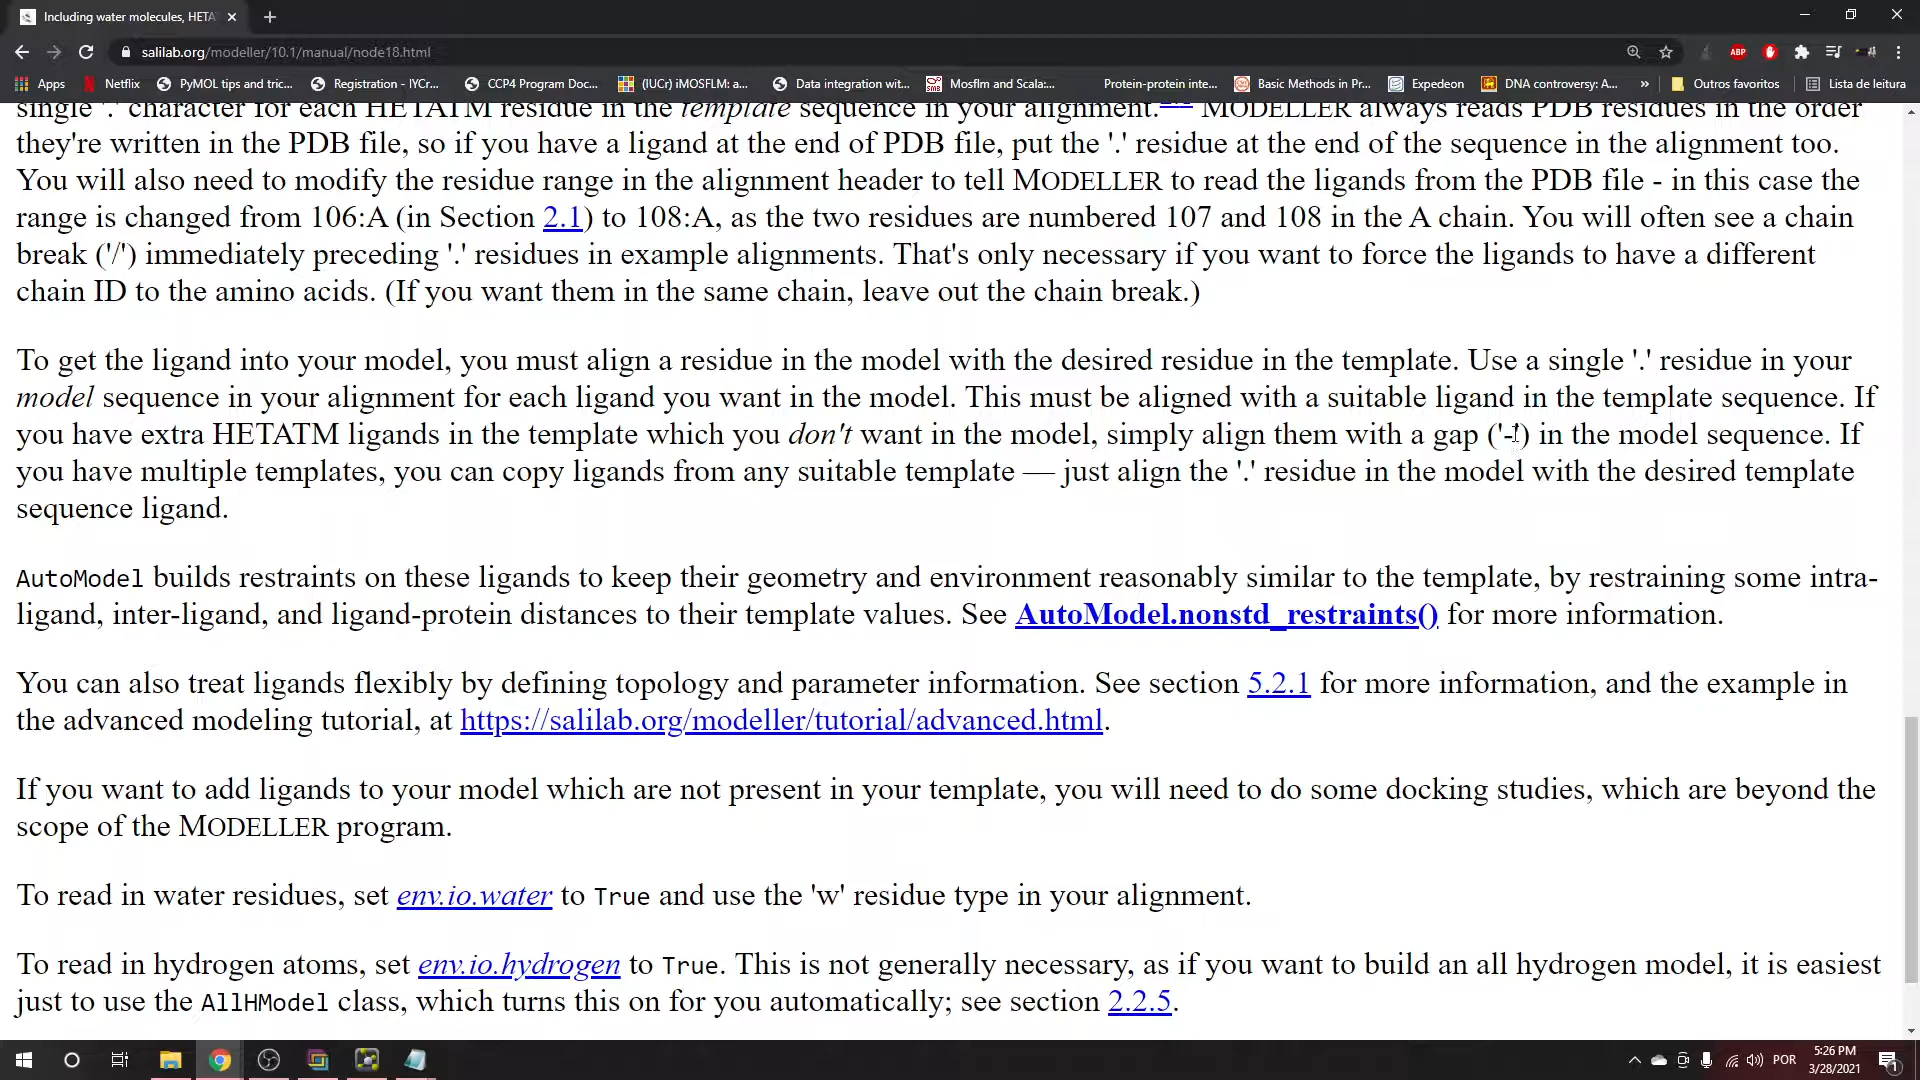 Including water molecules, HETA
salilab.org/modeller/10.1/manual/node18.html
ABP
Apps
Netflix
PyMOL tips and tric...
Registration - IYCr...
CCP4 Program Doc...
(IUCr) iMOSFLM: a...
Data integration wit...
Mosflm and Scala:...
Protein-protein inte...
Basic Methods in Pr...
Expedeon
DNA controversy: A...
»
Outros favoritos
Lista de leitura
single '.' character for each HETATM residue in the template sequence in your alignment. MODELLER always reads PDB residues in the order
they're written in the PDB file, so if you have a ligand at the end of PDB file, put the '.' residue at the end of the sequence in the alignment too.
You will also need to modify the residue range in the alignment header to tell MODELLER to read the ligands from the PDB file - in this case the
range is changed from 106:A (in Section 2.1) to 108:A, as the two residues are numbered 107 and 108 in the A chain. You will often see a chain
break ('/') immediately preceding '.' residues in example alignments. That's only necessary if you want to force the ligands to have a different
chain ID to the amino acids. (If you want them in the same chain, leave out the chain break.)
To get the ligand into your model, you must align a residue in the model with the desired residue in the template. Use a single '.' residue in your
model sequence in your alignment for each ligand you want in the model. This must be aligned with a suitable ligand in the template sequence. If
you have extra HETATM ligands in the template which you don't want in the model, simply align them with a gap ('-') in the model sequence. If
you have multiple templates, you can copy ligands from any suitable template — just align the '.' residue in the model with the desired template
sequence ligand.
AutoModel builds restraints on these ligands to keep their geometry and environment reasonably similar to the template, by restraining some intra-
ligand, inter-ligand, and ligand-protein distances to their template values. See AutoModel.nonstd_restraints() for more information.
You can also treat ligands flexibly by defining topology and parameter information. See section 5.2.1 for more information, and the example in
the advanced modeling tutorial, at https://salilab.org/modeller/tutorial/advanced.html.
If you want to add ligands to your model which are not present in your template, you will need to do some docking studies, which are beyond the
scope of the MODELLER program.
To read in water residues, set env.io.water to True and use the 'w' residue type in your alignment.
To read in hydrogen atoms, set env.io.hydrogen to True. This is not generally necessary, as if you want to build an all hydrogen model, it is easiest
just to use the AllHModel class, which turns this on for you automatically; see section 2.2.5.
POR
5:26 PM
3/28/2021
1